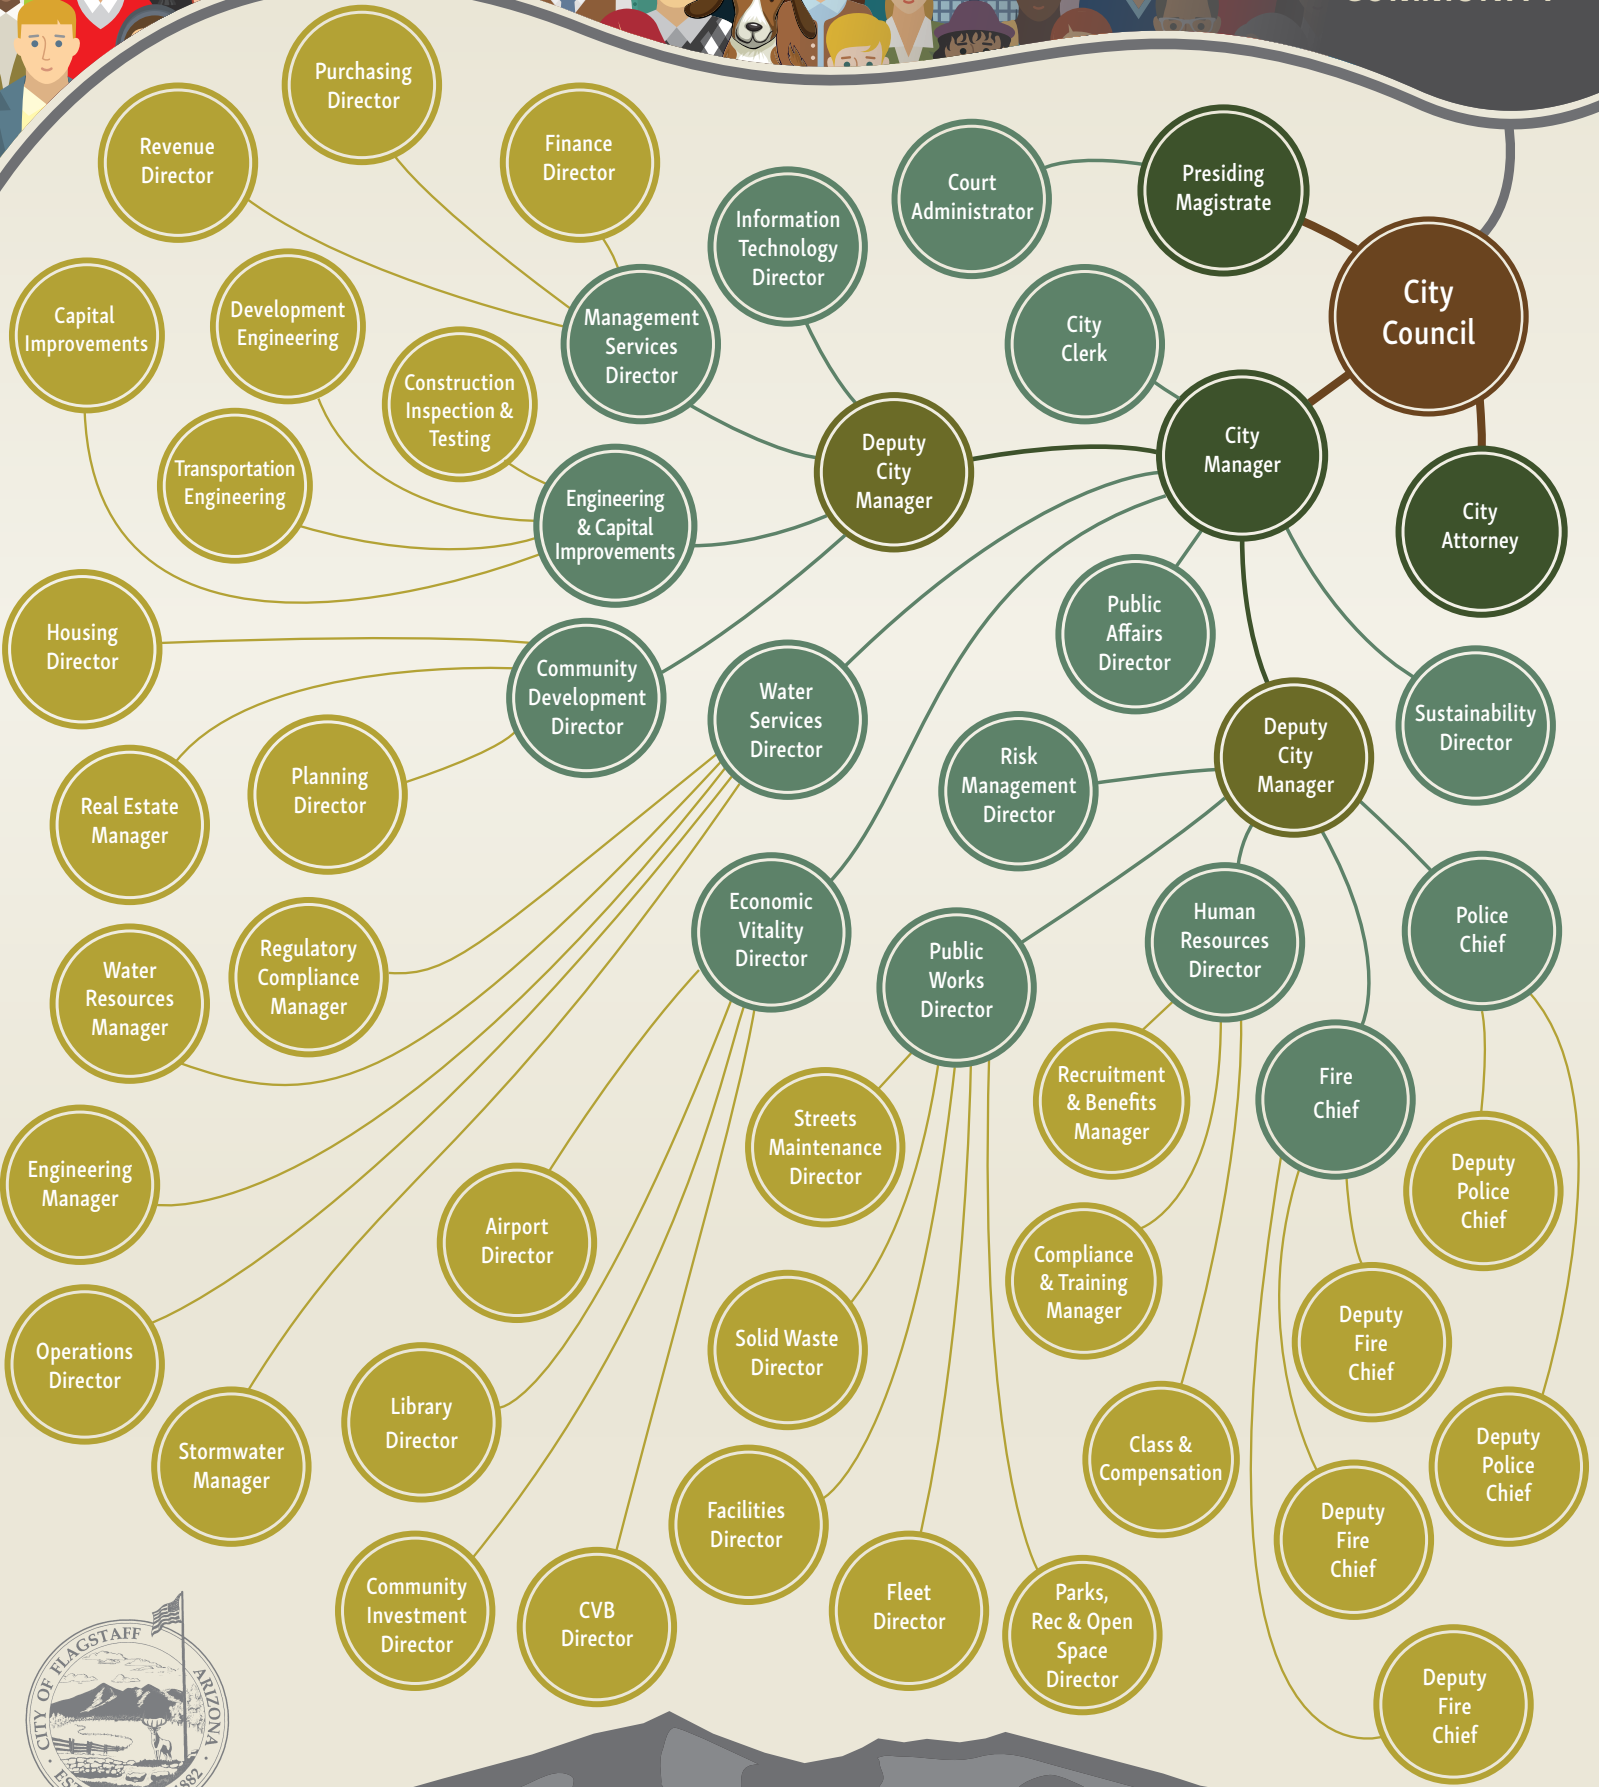 Purchasing
Director
Revenue
Director
Finance
Director
Court
Administrator
Presiding
Magistrate
Information
Technology
Director
City
Council
Capital
Improvements
Development
Engineering
Management
Services
Director
City
Clerk
Construction
Inspection &
Testing
Deputy
City
Manager
City
Manager
Transportation
Engineering
Engineering
& Capital
Improvements
City
Attorney
Housing
Director
Community
Development
Director
Water
Services
Director
Public
Affairs
Director
Sustainability
Director
Deputy
City
Manager
Risk
Management
Director
Real Estate
Manager
Planning
Director
Economic
Vitality
Director
Public
Works
Director
Human
Resources
Director
Police
Chief
Water
Resources
Manager
Regulatory
Compliance
Manager
Recruitment
& Benefits
Manager
Fire
Chief
Streets
Maintenance
Director
Deputy
Police
Chief
Engineering
Manager
Airport
Director
Compliance
& Training
Manager
Operations
Director
Solid Waste
Director
Deputy
Fire
Chief
Library
Director
Stormwater
Manager
Class &
Compensation
Deputy
Police
Chief
Facilities
Director
Deputy
Fire
Chief
Community
Investment
Director
CVB
Director
Fleet
Director
Parks,
Rec & Open
Space
Director
Deputy
Fire
Chief
CITY OF FLAGSTAFF ARIZONA